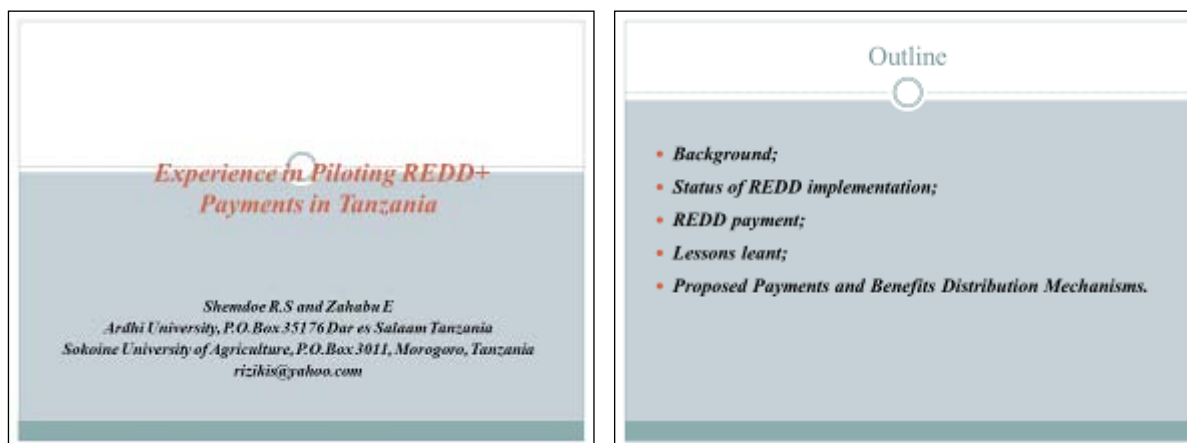 Experience in Piloting REDD+
Payments in Tanzania
Shemdoe R.S and Zahabu E
Ardhi University, P.O.Box 35176 Dar es Salaam Tanzania
Sokoine University of Agriculture, P.O.Box 3011, Morogoro, Tanzania
rizikis@yahoo.com
Outline
• Background;
• Status of REDD implementation;
• REDD payment;
• Lessons leant;
• Proposed Payments and Benefits Distribution Mechanisms.